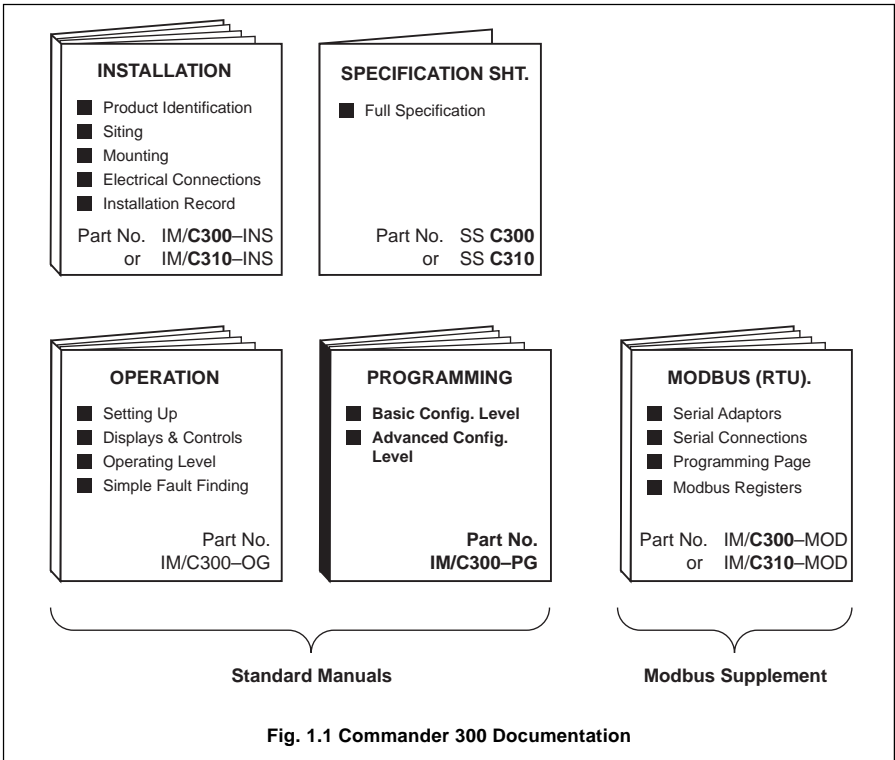 INSTALLATION
Product Identification
Siting
Mounting
Electrical Connections
Installation Record
Part No. IM/C300–INS
or IM/C310–INS
SPECIFICATION SHT.
Full Specification
Part No. SS C300
or SS C310
OPERATION
Setting Up
Displays & Controls
Operating Level
Simple Fault Finding
Part No.
IM/C300–OG
PROGRAMMING
Basic Config. Level
Advanced Config.
Level
Part No.
IM/C300–PG
MODBUS (RTU).
Serial Adaptors
Serial Connections
Programming Page
Modbus Registers
Part No. IM/C300–MOD
or IM/C310–MOD
Standard Manuals
Modbus Supplement
Fig. 1.1 Commander 300 Documentation